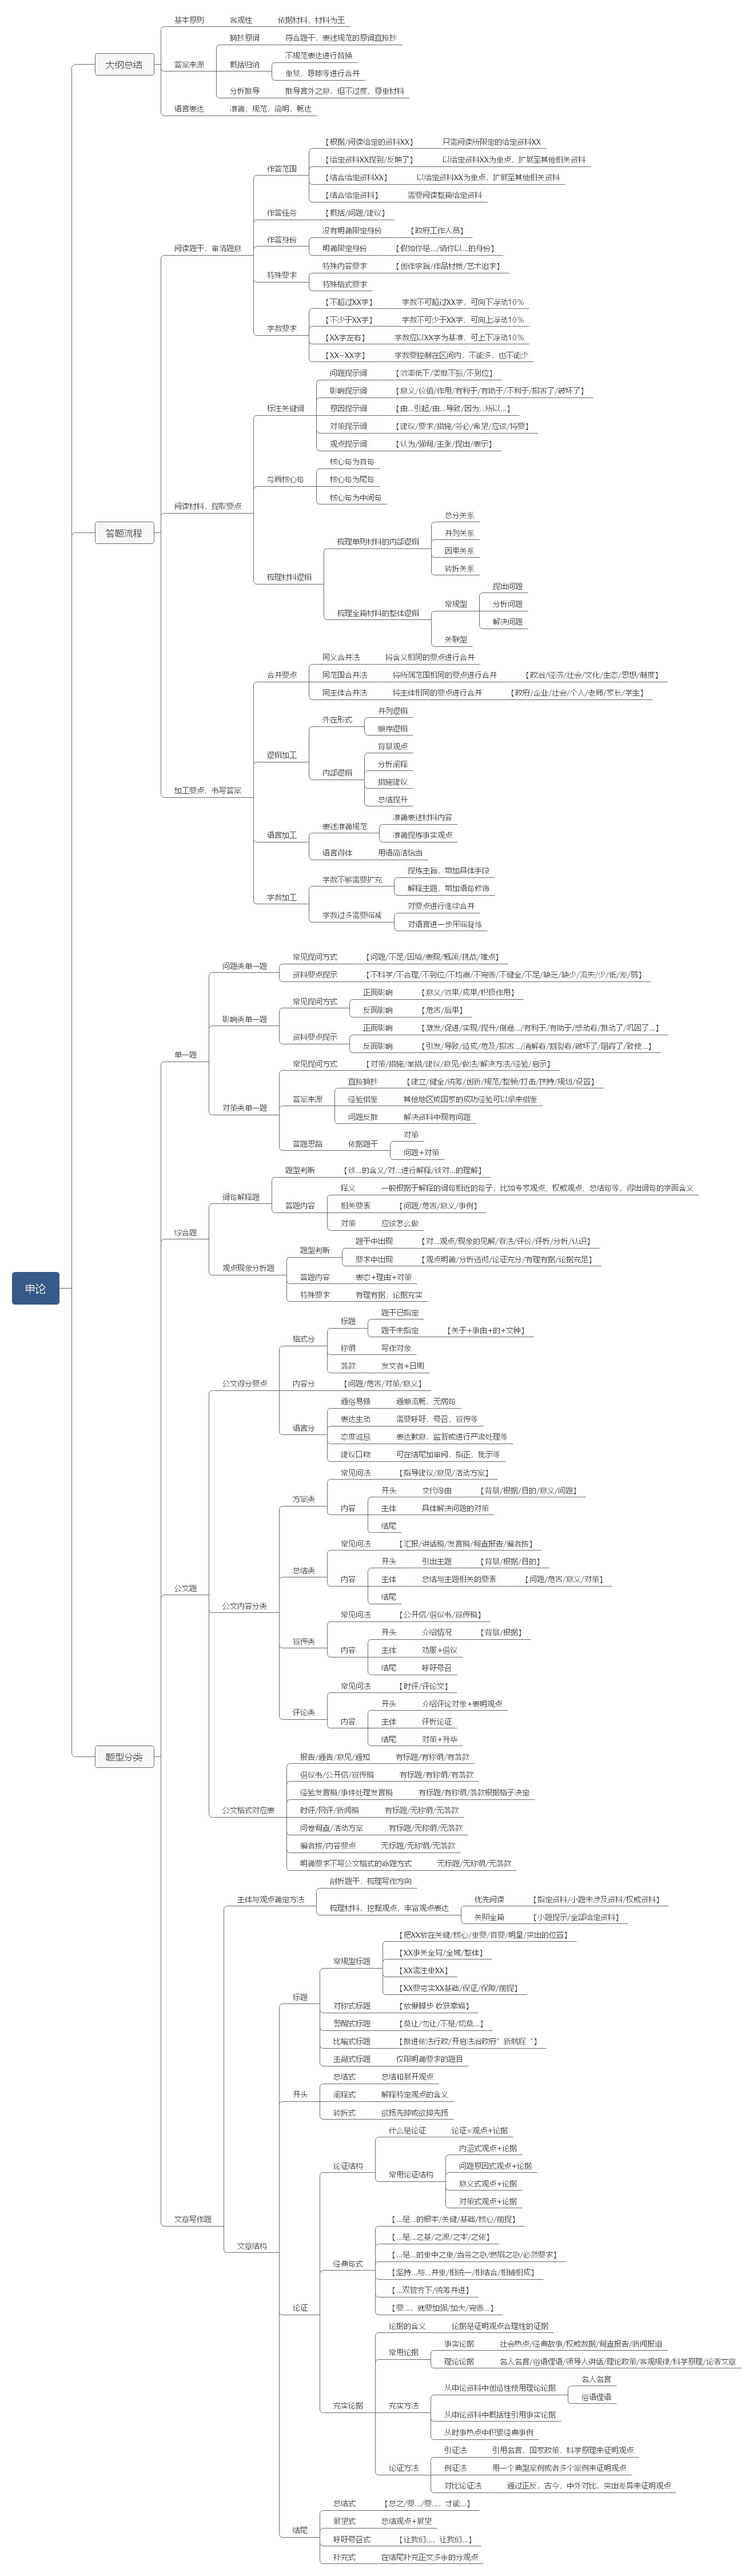 申论
大纲总结
基本原则 客观性 依据材料，材料为王
答案来源
摘抄原词 符合题干，表述规范的原词直接抄
概括归纳
不规范表达进行替换
重复，啰嗦等进行合并
分析推导 推导言外之意，但不过度，尊重材料
语言表达 准确，规范，简明，畅达
答题流程
阅读题干，审清题意
作答范围
【根据/阅读给定的资料XX】 只需阅读所限定的给定资料XX
【给定资料XX提到/反映了】 以给定资料XX为重点，扩展至其他相关资料
【结合给定资料XX】 以给定资料XX为重点，扩展至其他相关资料
【结合给定资料】 需要阅读整篇给定资料
作答任务 【概括/问题/建议】
作答身份
没有明确限定身份 【政府工作人员】
明确限定身份 【假如你是.../请你以...的身份】
特殊要求
特殊内容要求 【创作宗旨/作品材质/艺术追求】
特殊格式要求
字数要求
【不超过XX字】 字数不可超过XX字，可向下浮动10%
【不少于XX字】 字数不可少于XX字，可向上浮动10%
【XX字左右】 字数应以XX字为基准，可上下浮动10%
【XX~XX字】 字数要控制在区间内，不能多，也不能少
阅读材料，提取要点
标注关键词
问题提示词 【效率低下/萎靡不振/不到位】
影响提示词 【意义/价值/作用/有利于/有助于/不利于/损害了/破坏了】
原因提示词 【由...引起/由...导致/因为...所以...】
对策提示词 【建议/要求/措施/务必/希望/应该/将要】
观点提示词 【认为/强调/主张/提出/表示】
勾画核心句
核心句为首句
核心句为尾句
核心句为中间句
梳理材料逻辑
梳理单则材料的内部逻辑
总分关系
并列关系
因果关系
转折关系
梳理全篇材料的整体逻辑
常规型
提出问题
分析问题
解决问题
关联型
加工要点，书写答案
合并要点
同义合并法 将含义相同的要点进行合并
同范围合并法 将所属范围相同的要点进行合并 【政治/经济/社会/文化/生态/思想/制度】
同主体合并法 将主体相同的要点进行合并 【政府/企业/社会/个人/老师/家长/学生】
逻辑加工
外在形式
并列逻辑
顺序逻辑
内部逻辑
背景观点
分析阐释
措施建议
总结提升
语言加工
表述准确规范
准确表述材料内容
准确提炼事实观点
语言得体 用语简洁恰当
字数加工
字数不够需要扩充
提炼主旨，增加具体手段
解释主题，增加语句修饰
字数过多需要缩减
对要点进行继续合并
对语言进一步压缩凝练
题型分类
单一题
问题类单一题
常见提问方式 【问题/不足/困境/表现/瓶颈/挑战/难点】
资料要点提示 【不科学/不合理/不到位/不均衡/不完善/不健全/不足/缺乏/缺少/流失/少/低/差/弱】
影响类单一题
常见提问方式
正面影响 【意义/效果/成果/积极作用】
反面影响 【危害/后果】
资料要点提示
正面影响 【激发/促进/实现/提升/倒逼.../有利于/有助于/感动着/推动了/巩固了...】
反面影响 【引发/导致/造成/危及/损害.../消解着/割裂着/破坏了/阻碍了/致使...】
对策类单一题
常见提问方式 【对策/措施/举措/建议/意见/做法/解决方法/经验/启示】
答案来源
直接摘抄 【建立/健全/统筹/创新/规范/整顿/打击/扶持/规划/设置】
经验借鉴 其他地区或国家的成功经验可以拿来借鉴
问题反推 解决资料中现有问题
答题思路 依据题干
对策
问题+对策
综合题
词句解释题
题型判断 【谈...的含义/对...进行解释/谈对...的理解】
答题内容
释义 一般根据于解释的词句相近的句子，比如专家观点、权威观点、总结句等，得出词句的字面含义
相关要素 【问题/危害/意义/事例】
对策 应该怎么做
观点现象分析题
题型判断
题干中出现 【对...观点/现象的见解/看法/评价/评析/分析/认识】
要求中出现 【观点明确/分析透彻/论证充分/有理有据/论据充足】
答题内容 表态+理由+对策
特殊要求 有理有据，论据充实
公文题
公文得分要点
格式分
标题
题干已指定
题干未指定 【关于+事由+的+文种】
称谓 写作对象
落款 发文者+日期
内容分 【问题/危害/对策/意义】
语言分
通俗易懂 通顺流畅，无病句
表达生动 需要呼吁，号召，宣传等
态度诚恳 表达歉意，监督或进行严肃处理等
建议口吻 可在结尾加审阅，指正，批示等
公文内容分类
方案类
常见问法 【指导建议/意见/活动方案】
内容
开头 交代缘由 【背景/根据/目的/意义/问题】
主体 具体解决问题的对策
结尾
总结类
常见问法 【汇报/讲话稿/发言稿/调查报告/编者按】
内容
开头 引出主题 【背景/根据/目的】
主体 总结与主题相关的要素 【问题/危害/意义/对策】
结尾
宣传类
常见问法 【公开信/倡议书/宣传稿】
内容
开头 介绍情况 【背景/根据】
主体 劝服+倡议
结尾 呼吁号召
评论类
常见问法 【时评/评论文】
内容
开头 介绍评论对象+表明观点
主体 评析论证
结尾 对策+升华
公文格式对应表
报告/通告/意见/通知 有标题/有称谓/有落款
倡议书/公开信/宣传稿 有标题/有称谓/有落款
经验发言稿/事件处理发言稿 有标题/有称谓/落款根据格子决定
时评/网评/新闻稿 有标题/无称谓/无落款
问卷调查/活动方案 有标题/无称谓/无落款
编者按/内容要点 无标题/无称谓/无落款
明确要求不写公文格式的命题方式 无标题/无称谓/无落款
文章写作题
主体与观点确定方法
剖析题干，梳理写作方向
梳理材料，挖掘观点，丰富观点表达
优先阅读 【指定资料/小题未涉及资料/权威资料】
关照全篇 【小题提示/全部给定资料】
文章结构
标题
常规型标题
【把XX放在关键/核心/重要/首要/明显/突出的位置】
【XX事关全局/全域/整体】
【XX需注重XX】
【XX要夯实XX基础/保证/保障/前提】
对称式标题 【放慢脚步 收获幸福】
警醒式标题 【莫让/勿让/不是/切莫...】
比喻式标题 【推进依法行政/开启法治政府“新航程“】
主副式标题 仅限明确要求的题目
开头
总结式 总结和展开观点
阐释式 解释特定观点的含义
转折式 欲扬先抑或欲抑先扬
论证
论证结构
什么是论证 论证=观点+论据
常用论证结构
内涵式观点+论据
问题原因式观点+论据
意义式观点+论据
对策式观点+论据
经典句式
【...是...的根本/关键/基础/核心/前提】
【...是...之基/之源/之本/之依】
【...是...的重中之重/当务之急/燃眉之急/必然要求】
【坚持...与...并重/相统一/相结合/相辅相成】
【...双管齐下/统筹并进】
【要...，就要加强/加大/完善...】
充实论据
论据的含义 论据是证明观点合理性的证据
常用论据
事实论据 社会热点/经典故事/权威数据/调查报告/新闻报道
理论论据 名人名言/俗语俚语/领导人讲话/理论政策/客观规律/科学原理/论著文章
充实方法
从申论资料中创造性使用理论论据
名人名言
俗语俚语
从申论资料中概括性引用事实论据
从时事热点中积累经典事例
论证方法
引证法 引用名言，国家政策，科学原理来证明观点
例证法 用一个典型案例或者多个案例来证明观点
对比论证法 通过正反，古今，中外对比，突出差异来证明观点
结尾
总结式 【总之/要.../要...，才能...】
展望式 总结观点+展望
呼吁号召式 【让我们...，让我们...】
补充式 在结尾补充正文多余的分观点